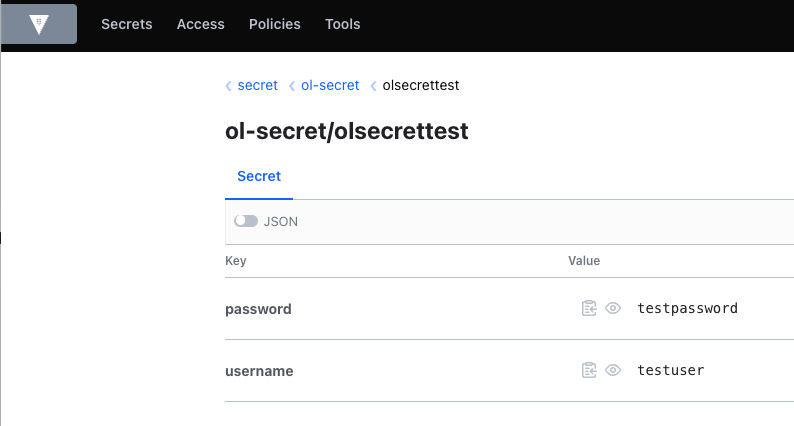 Secrets Access Policies Tools
secret ol-secret olsecrettest
ol-secret/olsecrettest
Secret
JSON
Key Value
password testpassword
username testuser